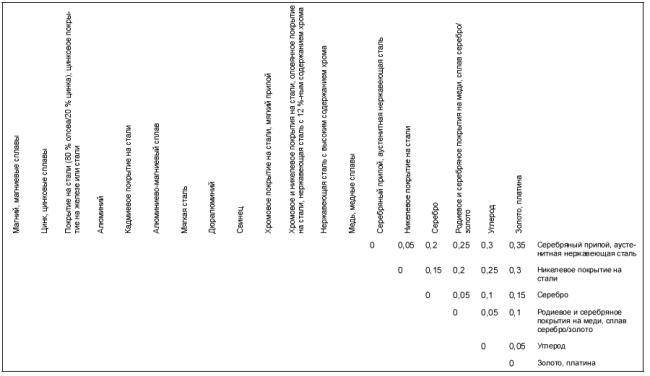 Магний, магниевые сплавы
Цинк, цинковые сплавы
Покрытие на стали (80 % олова/20 % цинка), цинковое покры-
тие на железе или стали
Алюминий
Кадмиевое покрытие на стали
Алюминиево-магниевый сплав
Мягкая сталь
Дюралюминий
Свинец
Хромовое покрытие на стали, мягкий припой
Хромовое и никелевое покрытия на стали, оловянное покрытие
на стали, нержавеющая сталь с 12 %-ным содержанием хрома
Нержавеющая сталь с высоким содержанием хрома
Медь, медные сплавы
Серебряный припой, аустенитная нержавеющая сталь
Никелевое покрытие на стали
Серебро
Родиевое и серебряное покрытия на меди, сплав серебро/
золото
Углерод
Золото, платина
0 0,05 0,2 0,25 0,3 0,35 Серебряный припой, аусте-
нитная нержавеющая сталь
0 0,15 0,2 0,25 0,3 Никелевое покрытие на
стали
0 0,05 0,1 0,15 Серебро
0 0,05 0,1 Родиевое и серебряное
покрытия на меди, сплав
серебро/золото
0 0,05 Углерод
0 Золото, платина